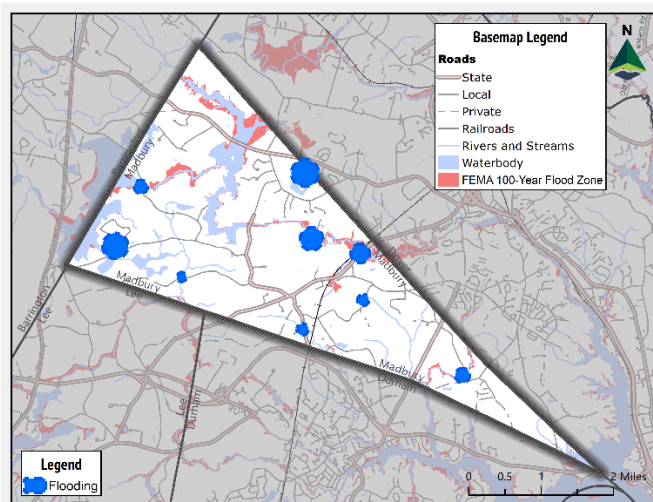 Basemap Legend
Roads
State
Local
Private
Railroads
Rivers and Streams
Waterbody
FEMA 100-Year Flood Zone
N
Madbury
Madbury
Barrington
Lee
Madbury
Lee
Lee
Durham
Madbury
Durham
Legend
Flooding
0 0.5 1 2 Miles